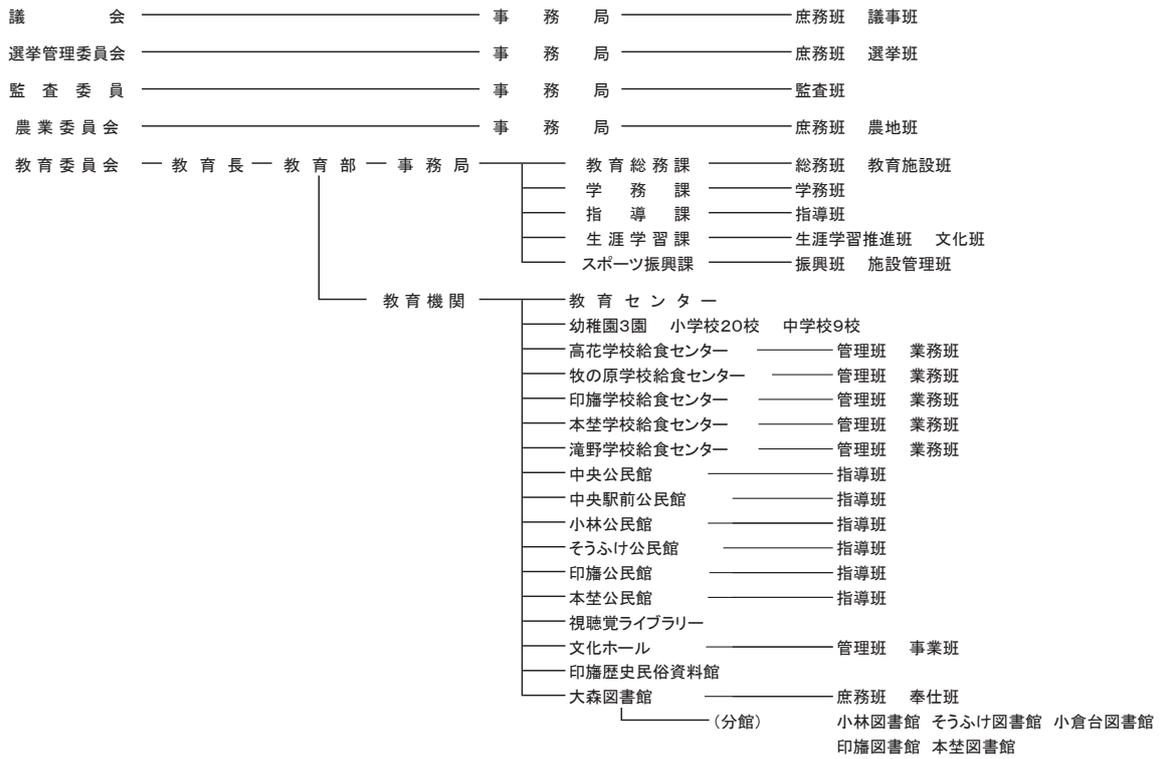 議会 事務局 庶務班 議事班
選挙管理委員会 事務局 庶務班 選挙班
監査委員 事務局 監査班
農業委員会 事務局 庶務班 農地班
教育委員会 教育長 教育部 事務局 教育総務課 総務班 教育施設班
学務課 学務班
指導課 指導班
生涯学習課 生涯学習推進班 文化班
スポーツ振興課 振興班 施設管理班
教育機関 教育センター
幼稚園3園 小学校20校 中学校9校
高花学校給食センター 管理班 業務班
牧の原学校給食センター 管理班 業務班
印旛学校給食センター 管理班 業務班
本埜学校給食センター 管理班 業務班
滝野学校給食センター 管理班 業務班
中央公民館 指導班
中央駅前公民館 指導班
小林公民館 指導班
そうふけ公民館 指導班
印旛公民館 指導班
本埜公民館 指導班
視聴覚ライブラリー
文化ホール 管理班 事業班
印旛歴史民俗資料館
大森図書館 庶務班 奉仕班
(分館) 小林図書館 そうふけ図書館 小倉台図書館
印旛図書館 本埜図書館